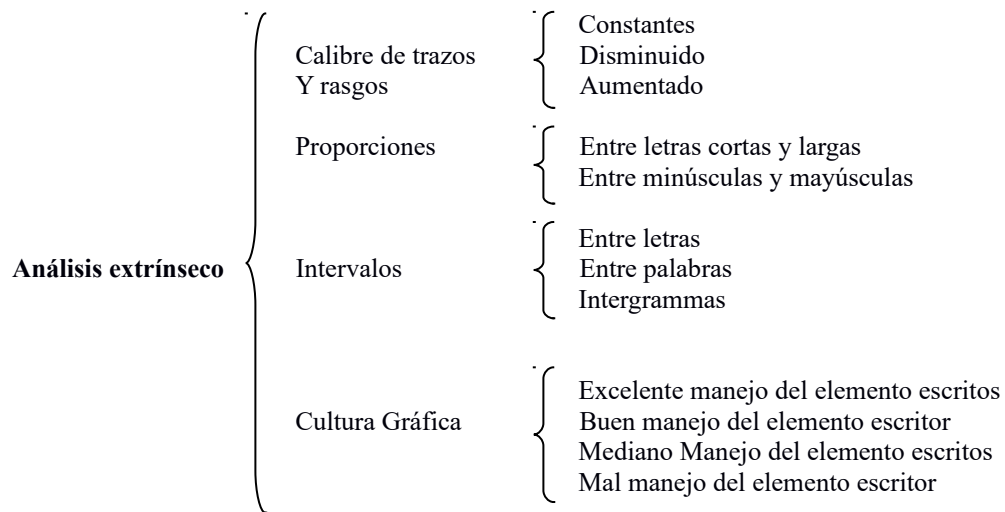 Análisis extrínseco
Calibre de trazos
Y rasgos
Constantes
Disminuido
Aumentado
Proporciones
Entre letras cortas y largas
Entre minúsculas y mayúsculas
Intervalos
Entre letras
Entre palabras
Intergrammas
Cultura Gráfica
Excelente manejo del elemento escritos
Buen manejo del elemento escritor
Mediano Manejo del elemento escritos
Mal manejo del elemento escritor